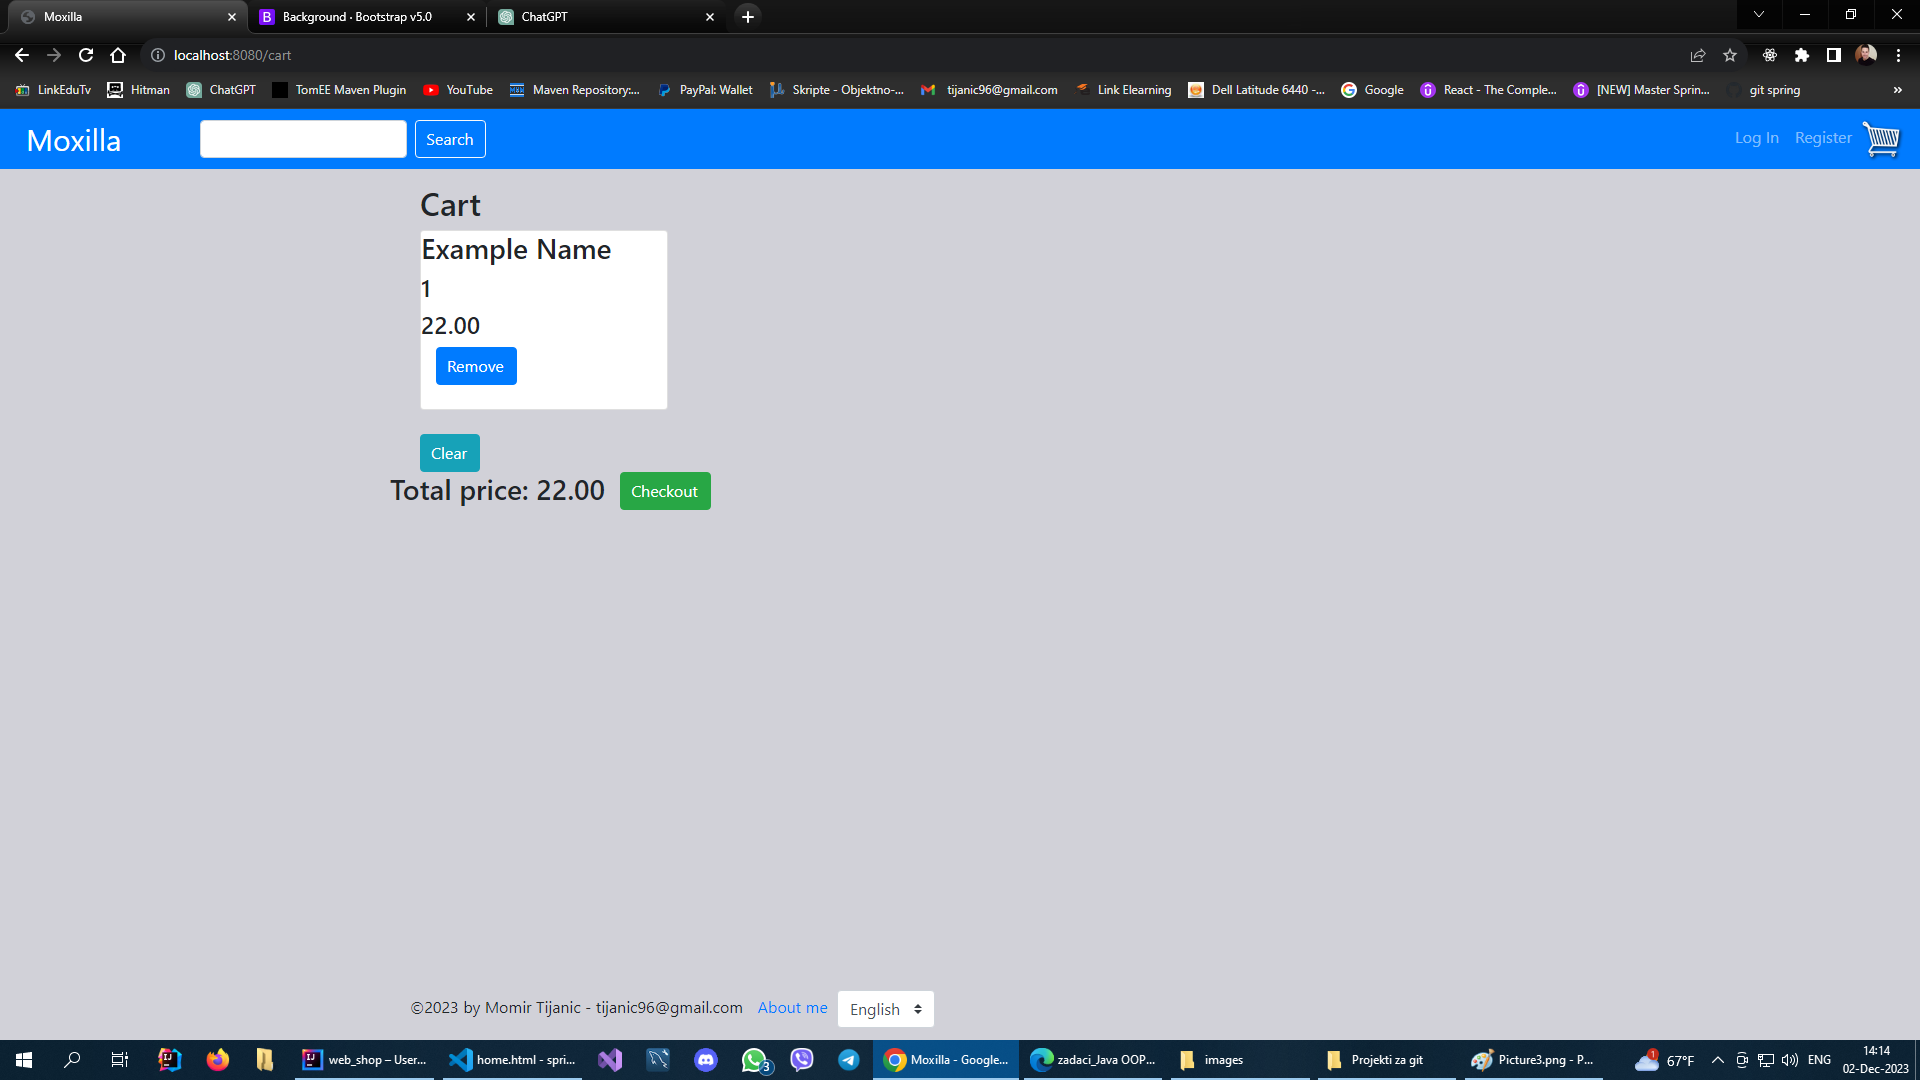 Moxilla
Background · Bootstrap v5.0
ChatGPT
localhost:8080/cart
LinkEduTv
Hitman
ChatGPT
TomEE Maven Plugin
YouTube
Maven Repository:...
PayPal: Wallet
Skripte - Objektno-...
tijanic96@gmail.com
Link Elearning
Dell Latitude 6440 -...
Google
React - The Comple...
[NEW] Master Sprin...
git spring
»
Moxilla
Search
Log In
Register
Cart
Example Name
1
22.00
Remove
Clear
Total price: 22.00
Checkout
©2023 by Momir Tijanic - tijanic96@gmail.com
About me
English
web_shop – User...
home.html - spri...
3
Moxilla - Google...
zadaci_Java OOP...
images
Projekti za git
Picture3.png - P...
1
67°F
ENG
14:14
02-Dec-2023